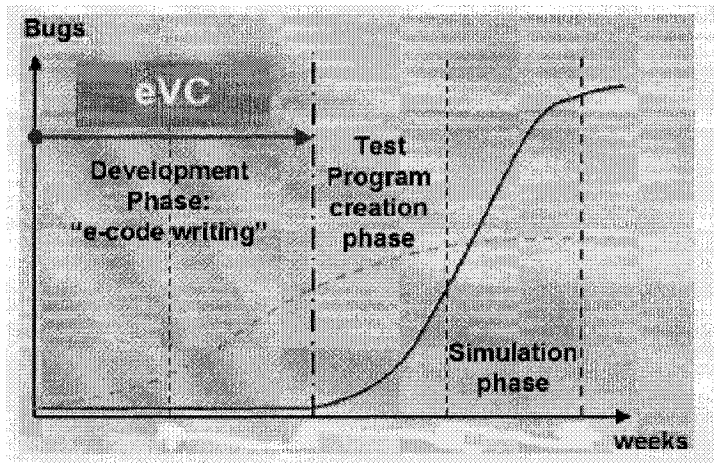 Bugs
eVC
Development
Phase:
"e-code writing"
Test
Program
creation
phase
Simulation
phase
weeks